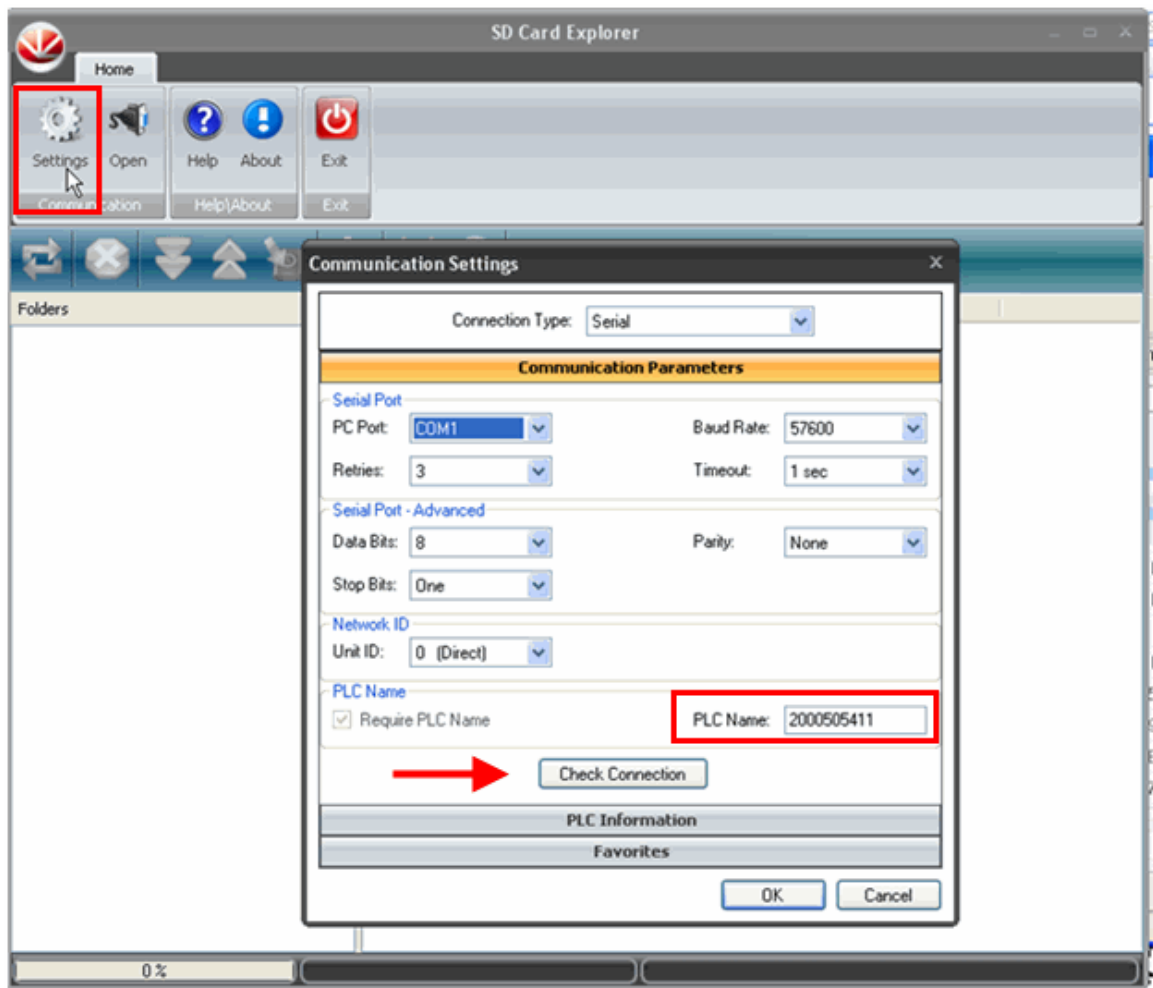 SD Card Explorer
Home
Settings Open Help About Exit
Communication Help\About Exit
Communication Settings
Folders
Connection Type: Serial
Communication Parameters
Serial Port
PC Port: COM1 Baud Rate: 57600
Retries: 3 Timeout: 1 sec
Serial Port - Advanced
Data Bits: 8 Parity: None
Stop Bits: One
Network ID
Unit ID: 0 (Direct)
PLC Name
Require PLC Name PLC Name: 2000505411
Check Connection
PLC Information
Favorites
OK Cancel
0 %